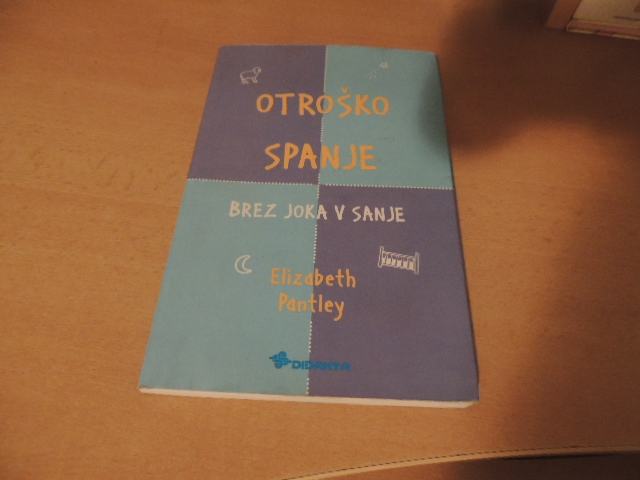 OTROŠKO
SPANJE
BREZ JOKA V SANJE
Elizabeth
Pantley
DIDAKTA